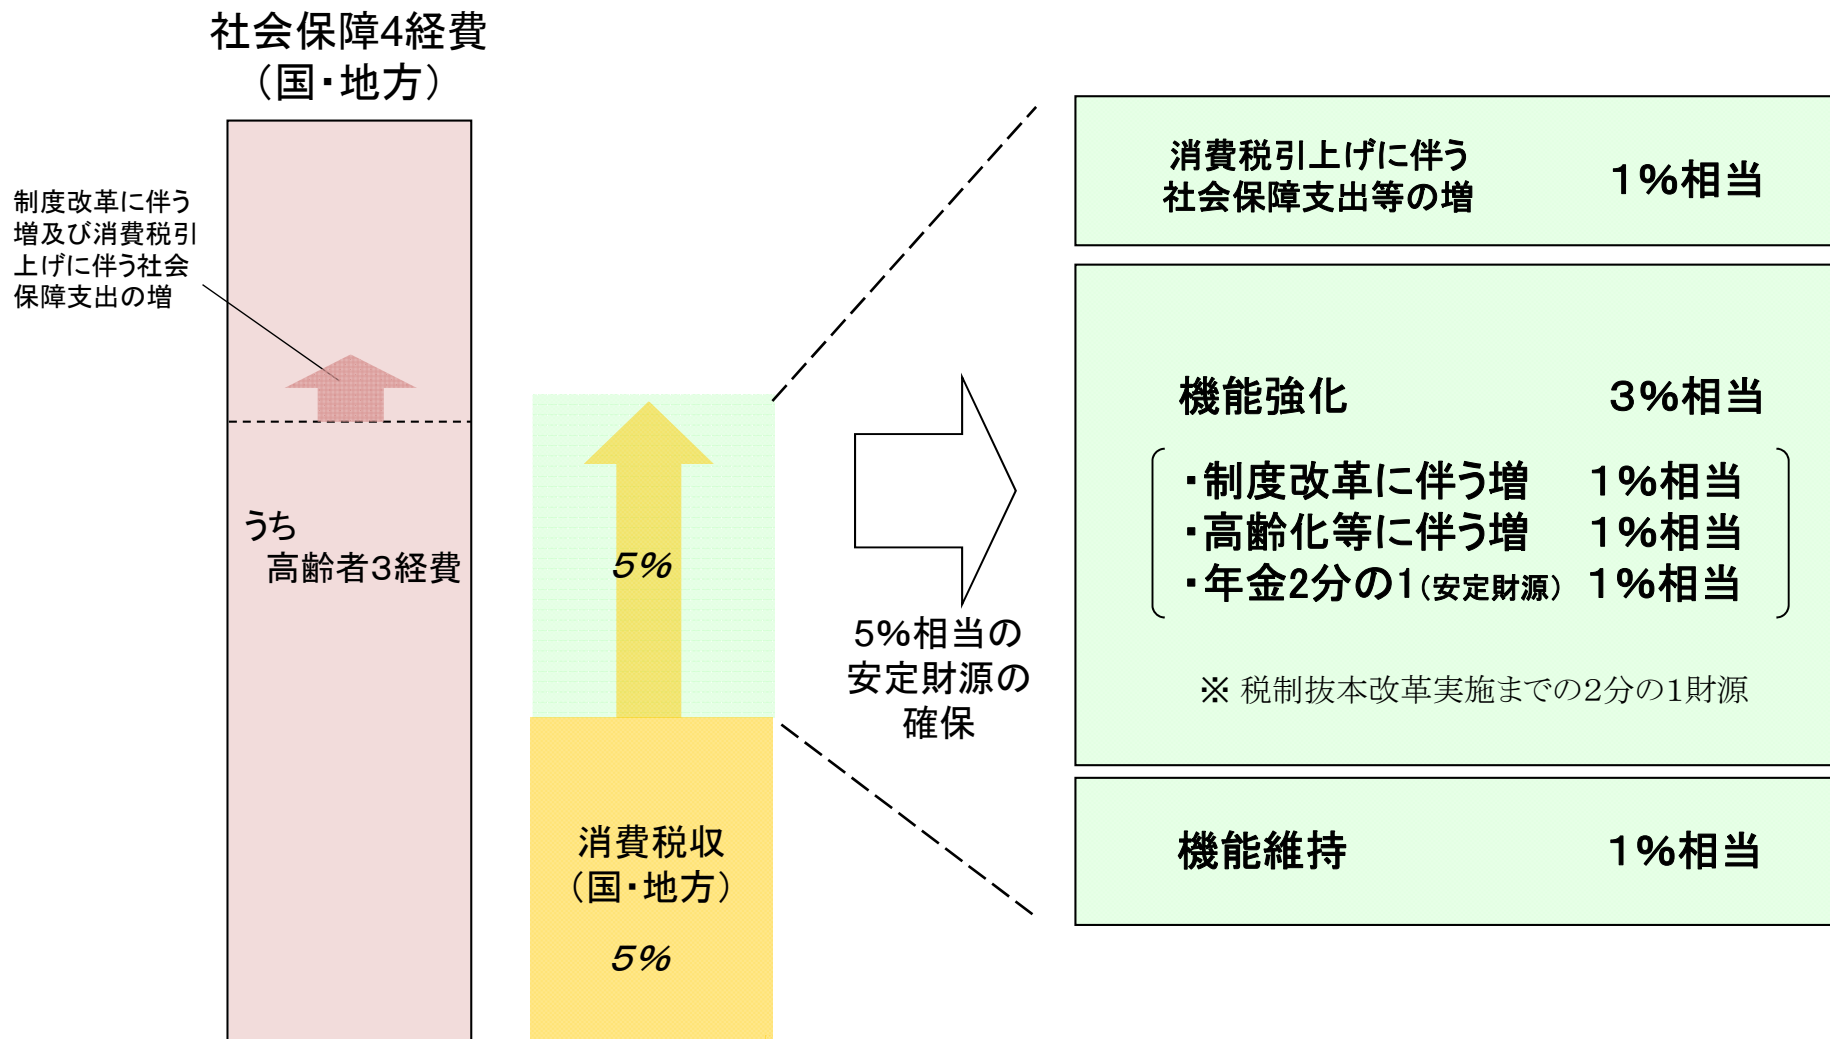 社会保障4経費
（国・地方）
制度改革に伴う
増及び消費税引
上げに伴う社会
保障支出の増
うち
高齢者3経費
5%
消費税収
（国・地方）
5%
5%相当の
安定財源の
確保
消費税引上げに伴う
社会保障支出等の増 1%相当
機能強化 3%相当
・制度改革に伴う増 1%相当
・高齢化等に伴う増 1%相当
・年金2分の1（安定財源） 1%相当
※ 税制抜本改革実施までの2分の1財源
機能維持 1%相当